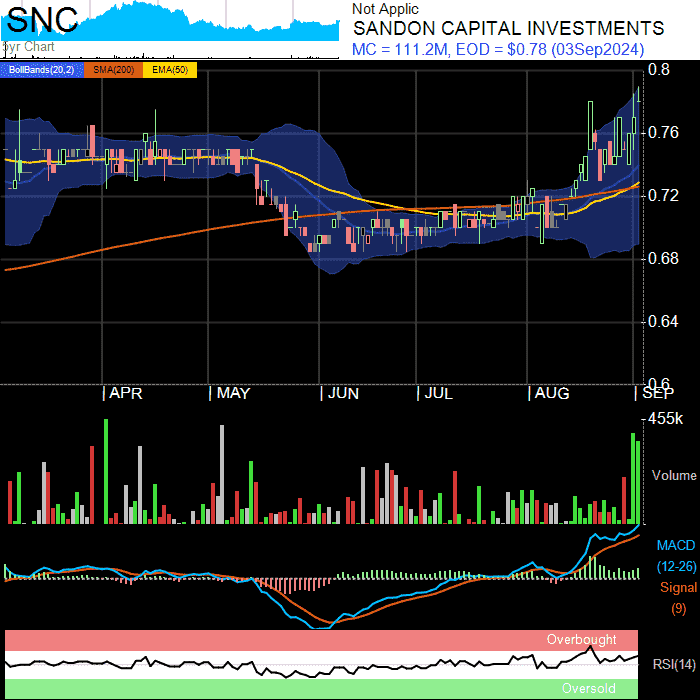 SNC
5yr Chart
Not Applic
SANDON CAPITAL INVESTMENTS
MC = 111.2M, EOD = $0.78 (03Sep2024)
BollBands(20,2) SMA(200) EMA(50)
0.8
0.76
0.72
0.68
0.64
0.6
APR MAY JUN JUL AUG SEP
455k
Volume
MACD
(12-26)
Signal
(9)
Overbought
RSI(14)
Oversold